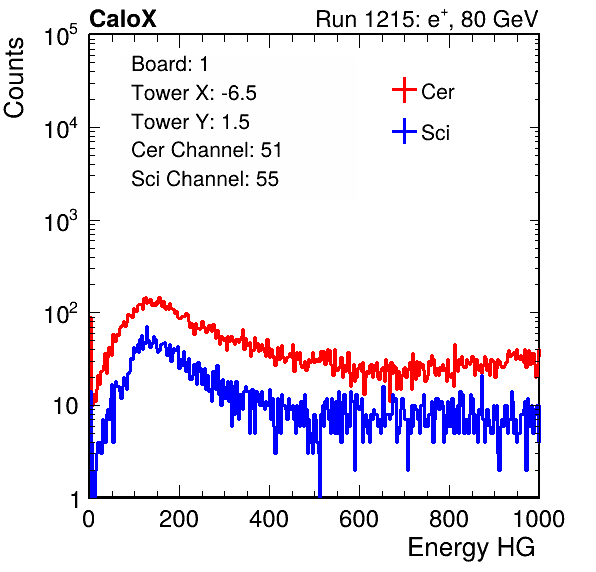 CaloX Run 1215: e⁺, 80 GeV
Counts
10⁵
10⁴
10³
10²
10
1
Board: 1
Tower X: -6.5
Tower Y: 1.5
Cer Channel: 51
Sci Channel: 55
Cer
Sci
0 200 400 600 800 1000
Energy HG